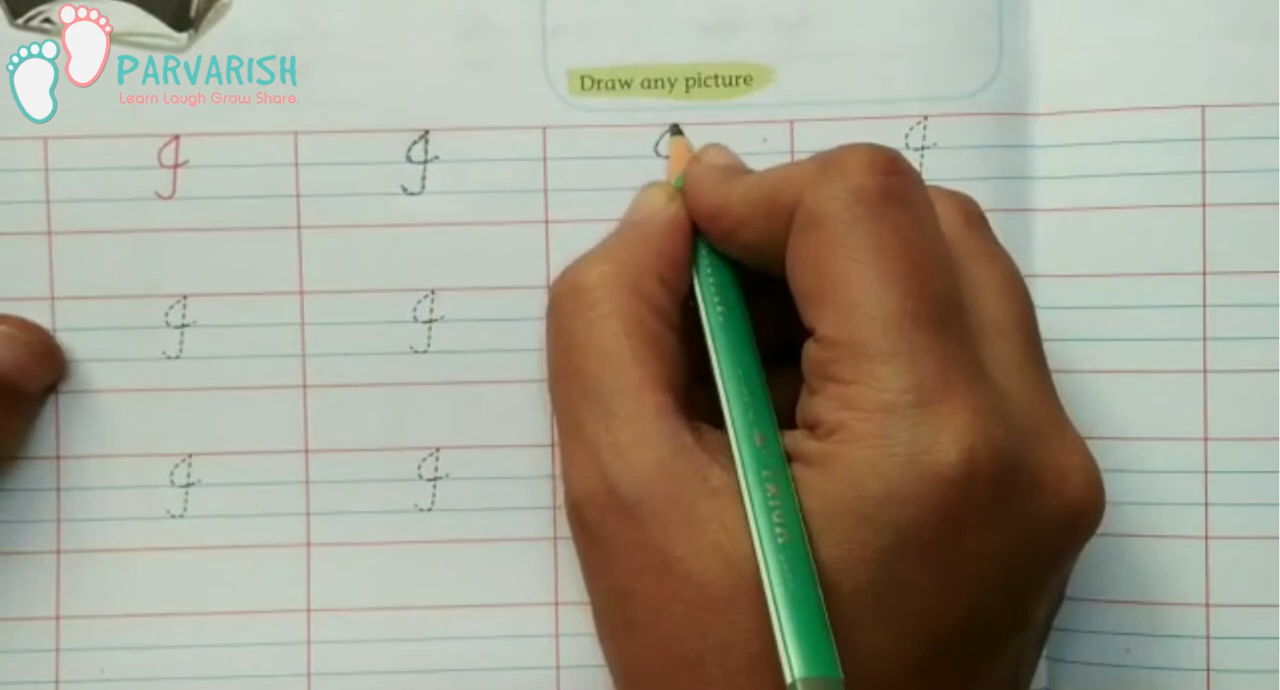 PARVARISH
Learn Laugh Grow Share.
Draw any picture
I I I I
I I
I I